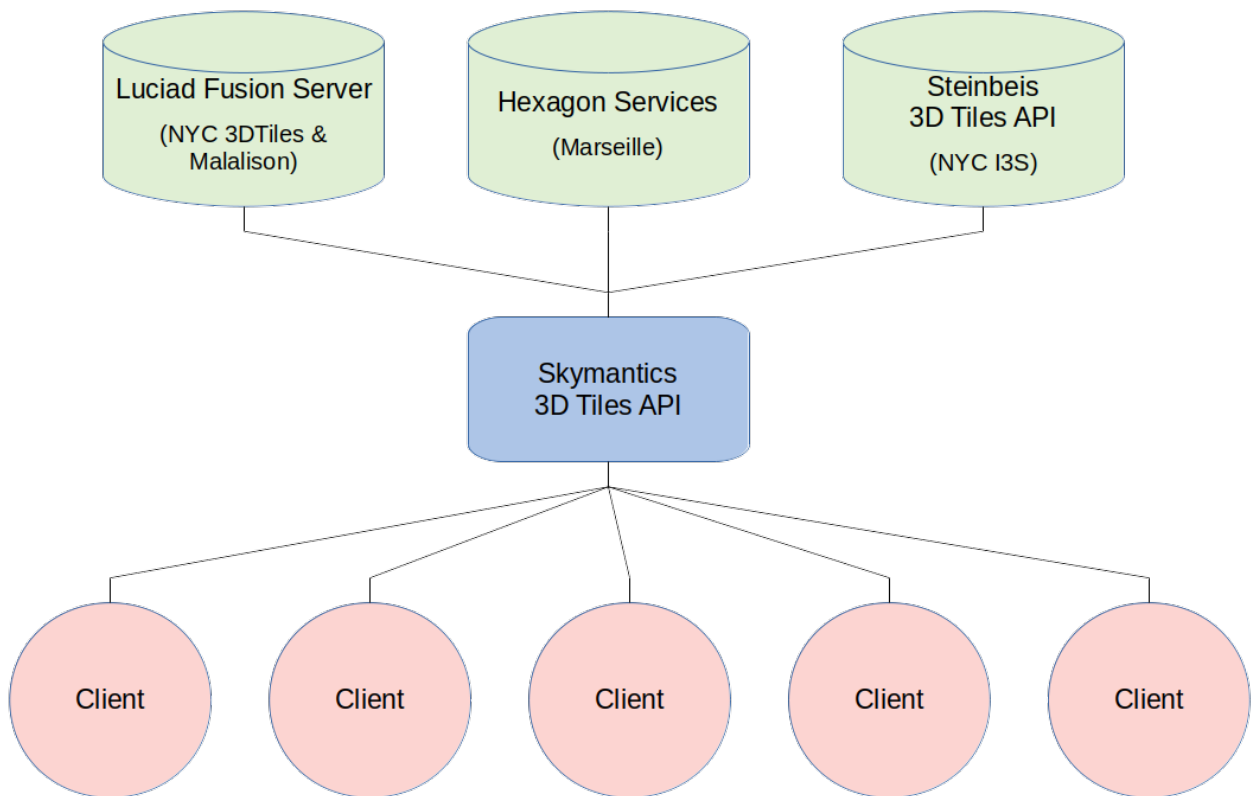 Luciad Fusion Server
(NYC 3DTiles &
Malalison)
Hexagon Services
(Marseille)
Steinbeis
3D Tiles API
(NYC I3S)
Skymantics
3D Tiles API
Client
Client
Client
Client
Client